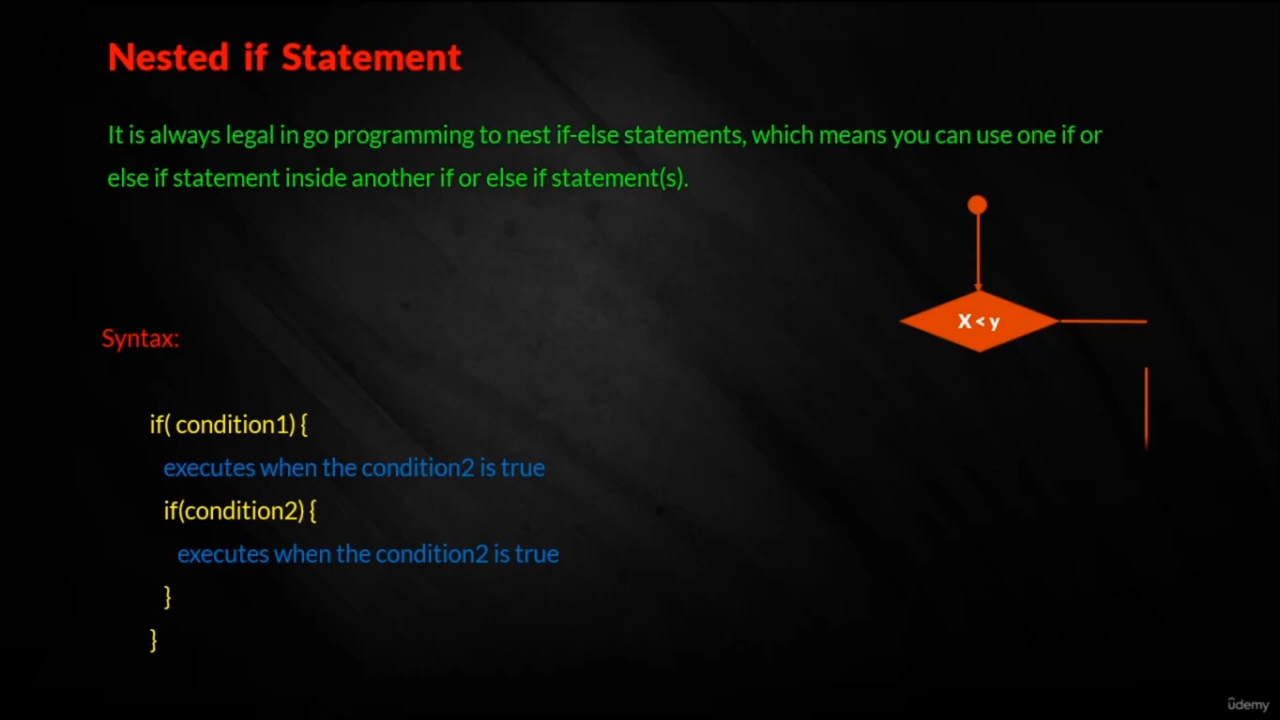 Nested if Statement
It is always legal in go programming to nest if-else statements, which means you can use one if or
else if statement inside another if or else if statement(s).
X < y
Syntax:
if( condition1) {
executes when the condition2 is true
if(condition2) {
executes when the condition2 is true
}
}
ûdemy